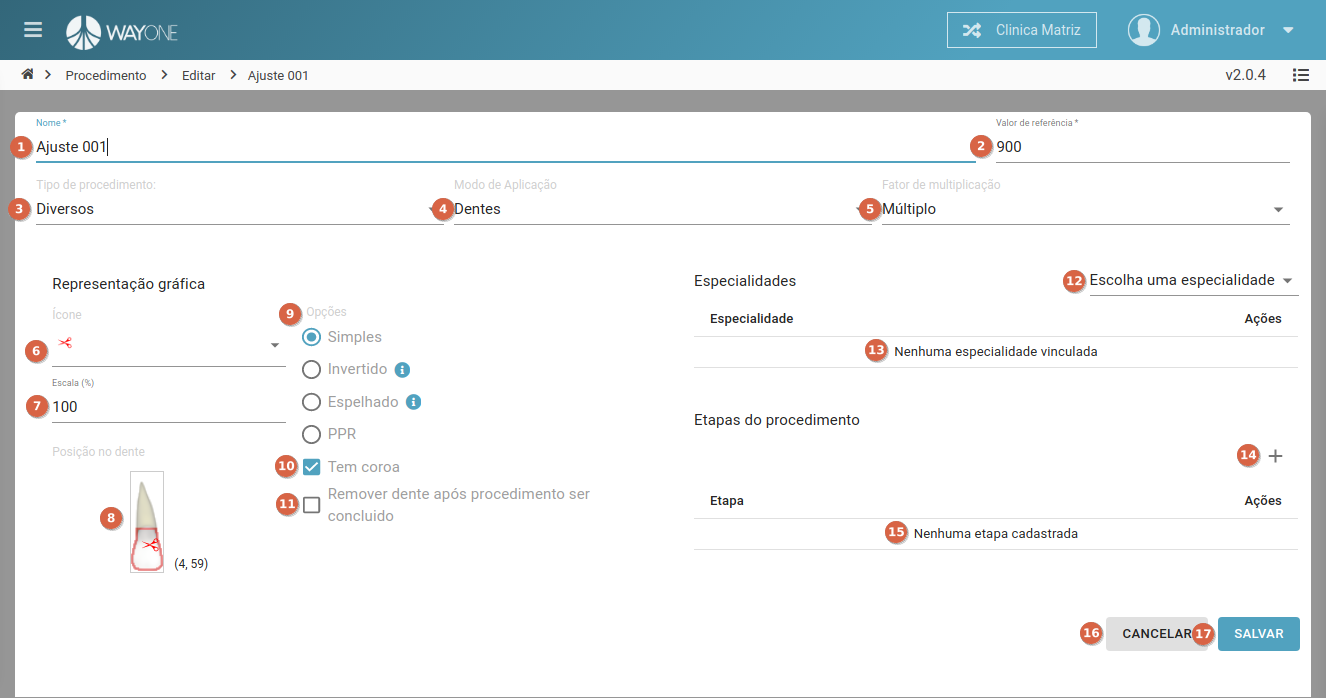 WAYONE
Clinica Matriz
Administrador
Procedimento
Editar
Ajuste 001
v2.0.4
Nome *
Valor de referência *
1
Ajuste 001
2
900
Tipo de procedimento:
Modo de Aplicação
Fator de multiplicação
3
Diversos
4
Dentes
5
Múltiplo
Representação gráfica
Ícone
6
Escala (%)
7
100
Posição no dente
8
(4, 59)
9
Opções
Simples
Invertido
i
Espelhado
i
PPR
10
Tem coroa
11
Remover dente após procedimento ser
concluido
Especialidades
12
Escolha uma especialidade
Especialidade
Ações
13
Nenhuma especialidade vinculada
Etapas do procedimento
14
+
Etapa
Ações
15
Nenhuma etapa cadastrada
16
CANCELAR
17
SALVAR